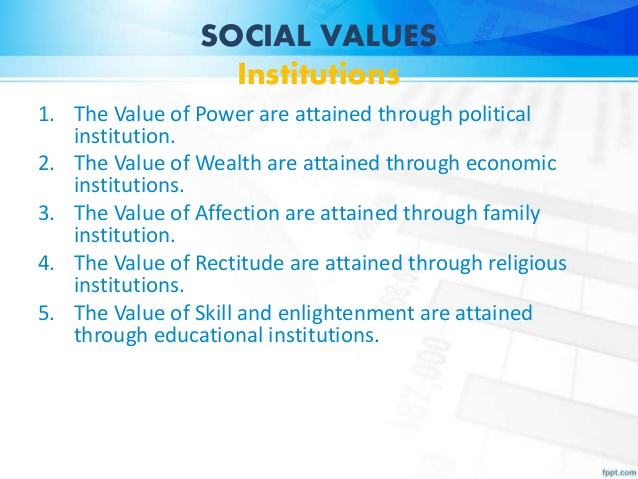 SOCIAL VALUES
Institutions
1. The Value of Power are attained through political
institution.
2. The Value of Wealth are attained through economic
institutions.
3. The Value of Affection are attained through family
institution.
4. The Value of Rectitude are attained through religious
institutions.
5. The Value of Skill and enlightenment are attained
through educational institutions.
487,000
fppt.com